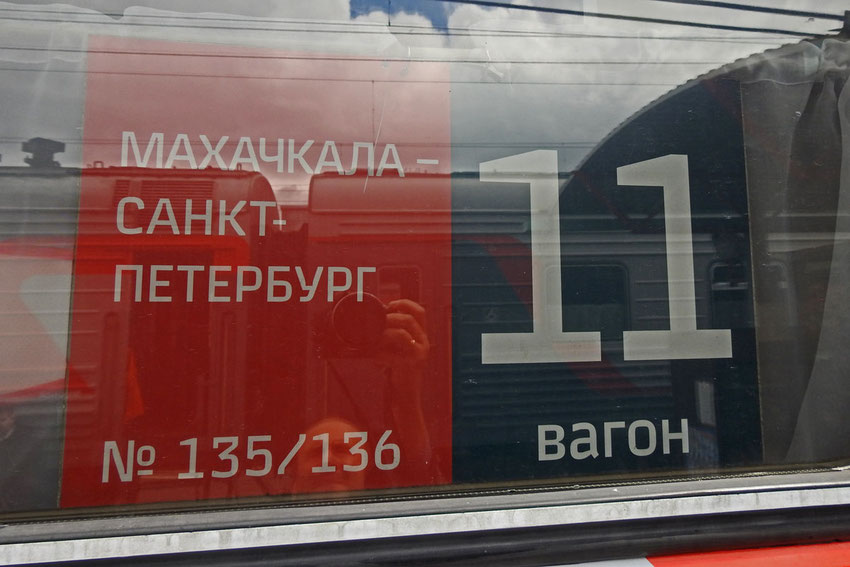 МАХАЧКАЛА –
САНКТ-
ПЕТЕРБУРГ
№ 135/136
11
вагон